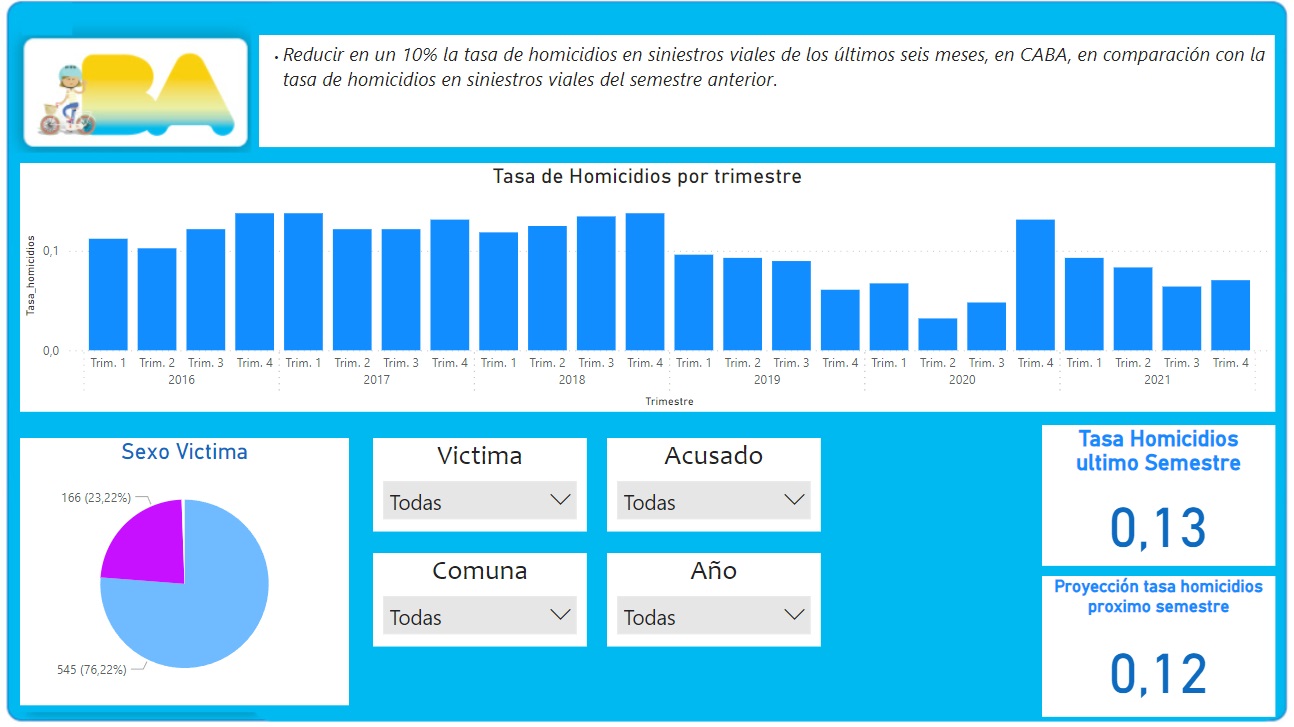 BA
• Reducir en un 10% la tasa de homicidios en siniestros viales de los últimos seis meses, en CABA, en comparación con la
tasa de homicidios en siniestros viales del semestre anterior.
Tasa de Homicidios por trimestre
Tasa_homicidios
0,1
0,0
Trim. 1 Trim. 2 Trim. 3 Trim. 4 Trim. 1 Trim. 2 Trim. 3 Trim. 4 Trim. 1 Trim. 2 Trim. 3 Trim. 4 Trim. 1 Trim. 2 Trim. 3 Trim. 4 Trim. 1 Trim. 2 Trim. 3 Trim. 4 Trim. 1 Trim. 2 Trim. 3 Trim. 4
2016 2017 2018 2019 2020 2021
Trimestre
Sexo Victima
166 (23,22%)
545 (76,22%)
Victima
Todas
Acusado
Todas
Comuna
Todas
Año
Todas
Tasa Homicidios
ultimo Semestre
0,13
Proyección tasa homicidios
proximo semestre
0,12